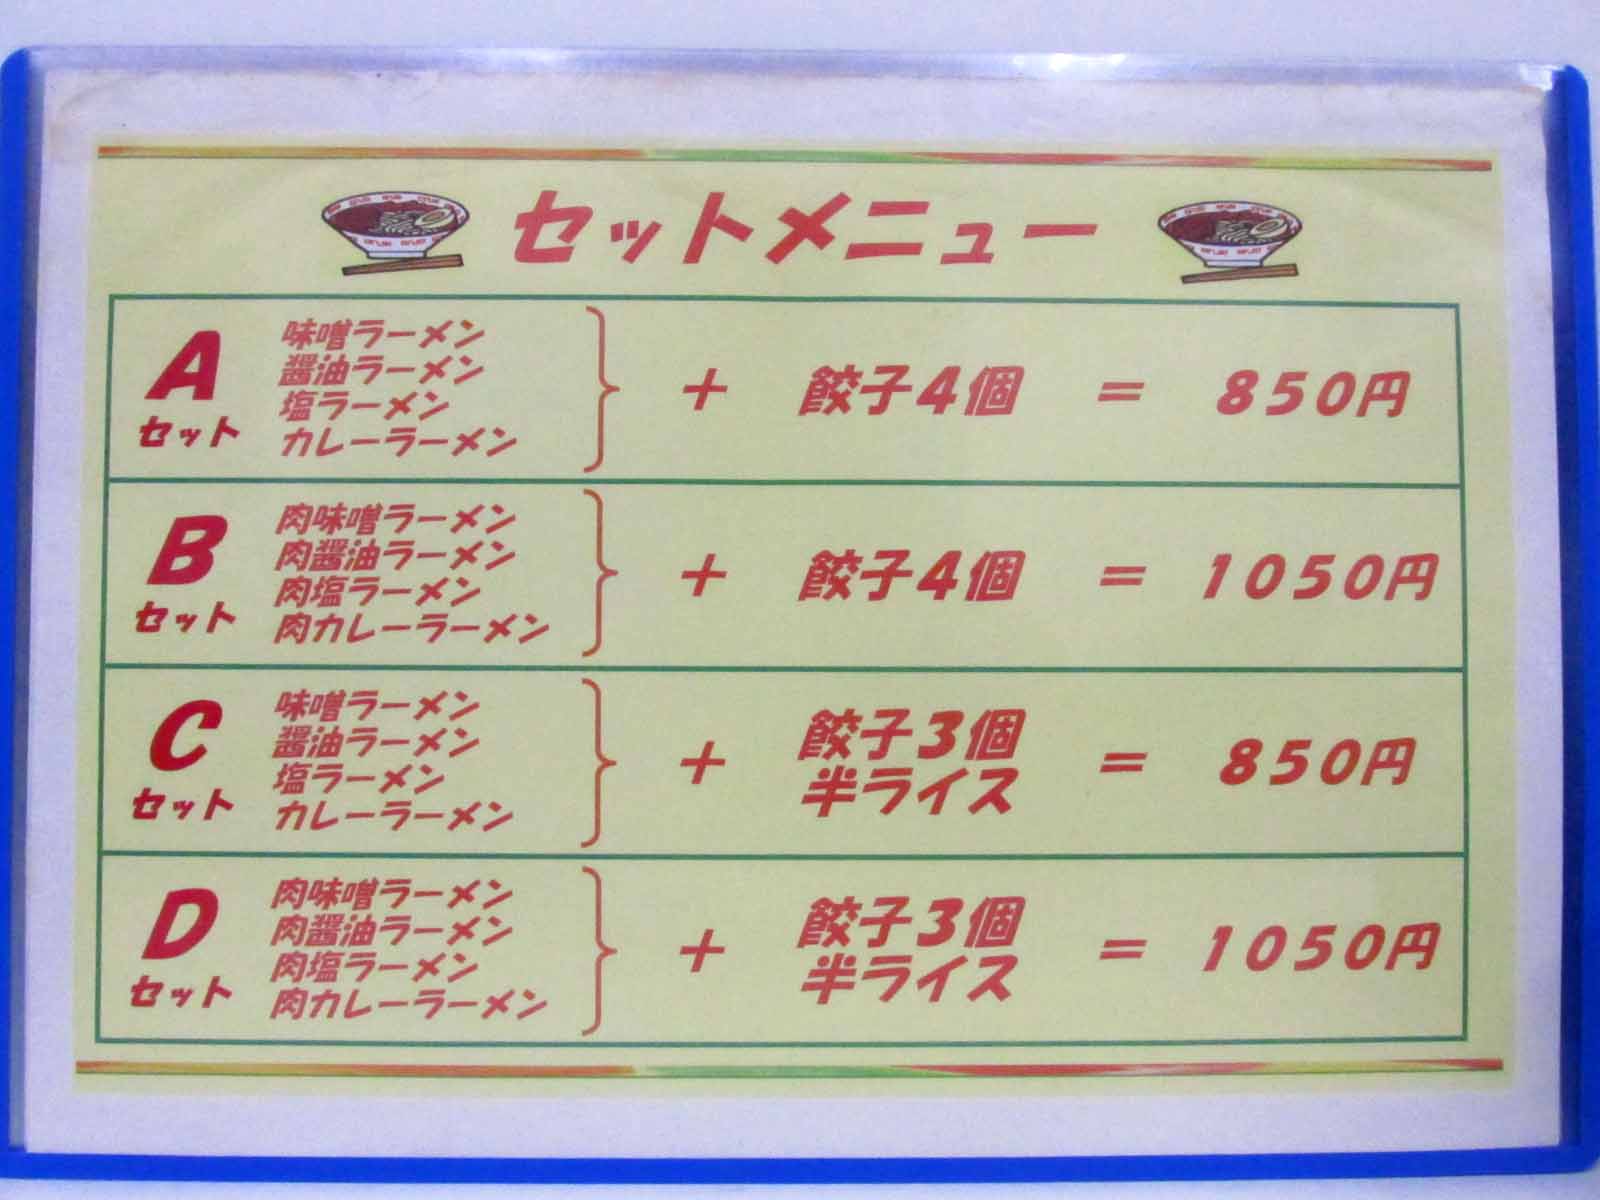 セットメニュー
A
セット
味噌ラーメン
醤油ラーメン
塩ラーメン
カレーラーメン
+ 餃子4個 = 850円
B
セット
肉味噌ラーメン
肉醤油ラーメン
肉塩ラーメン
肉カレーラーメン
+ 餃子4個 = 1050円
C
セット
味噌ラーメン
醤油ラーメン
塩ラーメン
カレーラーメン
+ 餃子3個
半ライス = 850円
D
セット
肉味噌ラーメン
肉醤油ラーメン
肉塩ラーメン
肉カレーラーメン
+ 餃子3個
半ライス = 1050円